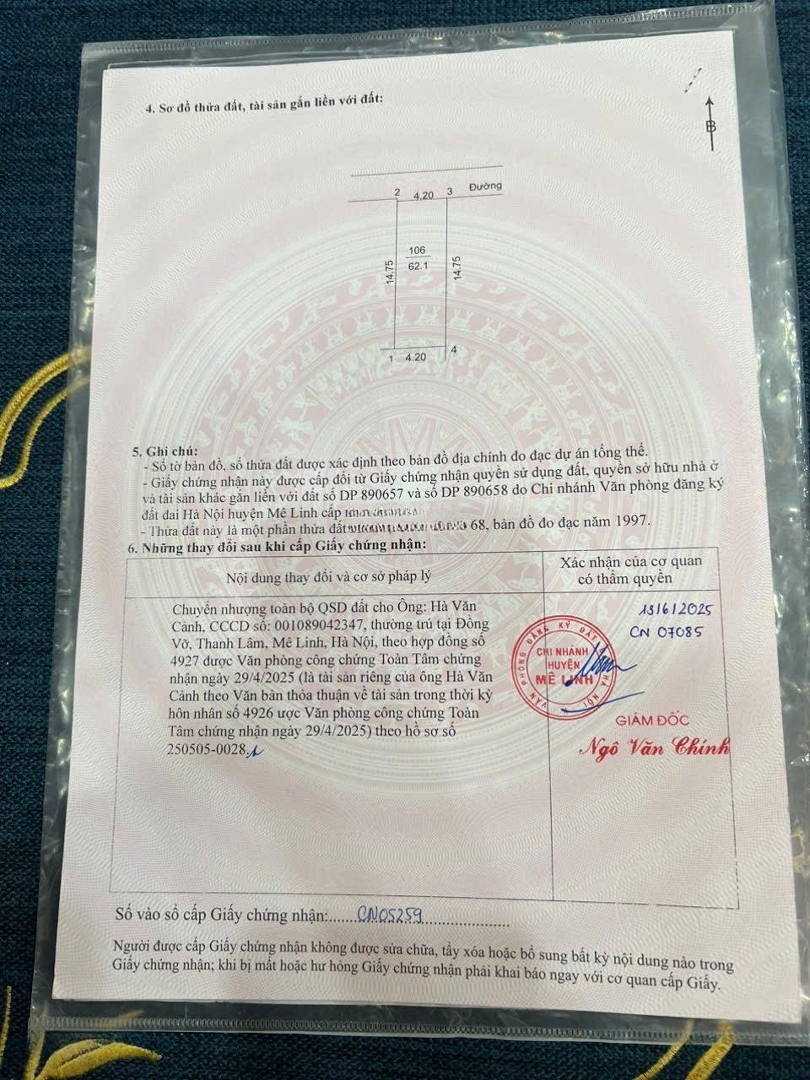 4. Sơ đồ thửa đất, tài sản gắn liền với đất:
B
2 4.20 3 Đường
106
62.1
14.75 14.75
1 4.20 4
5. Ghi chú:
- Số tờ bản đồ, số thửa đất được xác định theo bản đồ địa chính đo đạc dự án tổng thể.
- Giấy chứng nhận này được cấp đổi từ Giấy chứng nhận quyền sử dụng đất, quyền sở hữu nhà ở
và tài sản khác gắn liền với đất số DP 890657 và số DP 890658 do Chi nhánh Văn phòng đăng ký
đất đai Hà Nội huyện Mê Linh cấp
- Thửa đất này là một phần thửa đất 68, bản đồ đo đạc năm 1997.
6. Những thay đổi sau khi cấp Giấy chứng nhận:
Nội dung thay đổi và cơ sở pháp lý
Xác nhận của cơ quan
có thẩm quyền
Chuyển nhượng toàn bộ QSD đất cho Ông: Hà Văn
Cảnh, CCCD số: 001089042347, thường trú tại Đồng
Vỡ, Thanh Lâm, Mê Linh, Hà Nội, theo hợp đồng số
4927 được Văn phòng công chứng Toàn Tâm chứng
nhận ngày 29/4/2025 (là tài sản riêng của ông Hà Văn
Cảnh theo Văn bản thỏa thuận về tài sản trong thời kỳ
hôn nhân số 4926 ược Văn phòng công chứng Toàn
Tâm chứng nhận ngày 29/4/2025) theo hồ sơ số
250505-0028
13/6/2025
CN 07085
VĂN PHÒNG ĐĂNG KÝ ĐẤT
HÀ NỘI
CHI NHÁNH
HUYỆN
MÊ LINH
GIÁM ĐỐC
Ngô Văn Chính
Số vào sổ cấp Giấy chứng nhận:......CN05259......................
Người được cấp Giấy chứng nhận không được sửa chữa, tẩy xóa hoặc bổ sung bất kỳ nội dung nào trong
Giấy chứng nhận; khi bị mất hoặc hư hỏng Giấy chứng nhận phải khai báo ngay với cơ quan cấp Giấy.